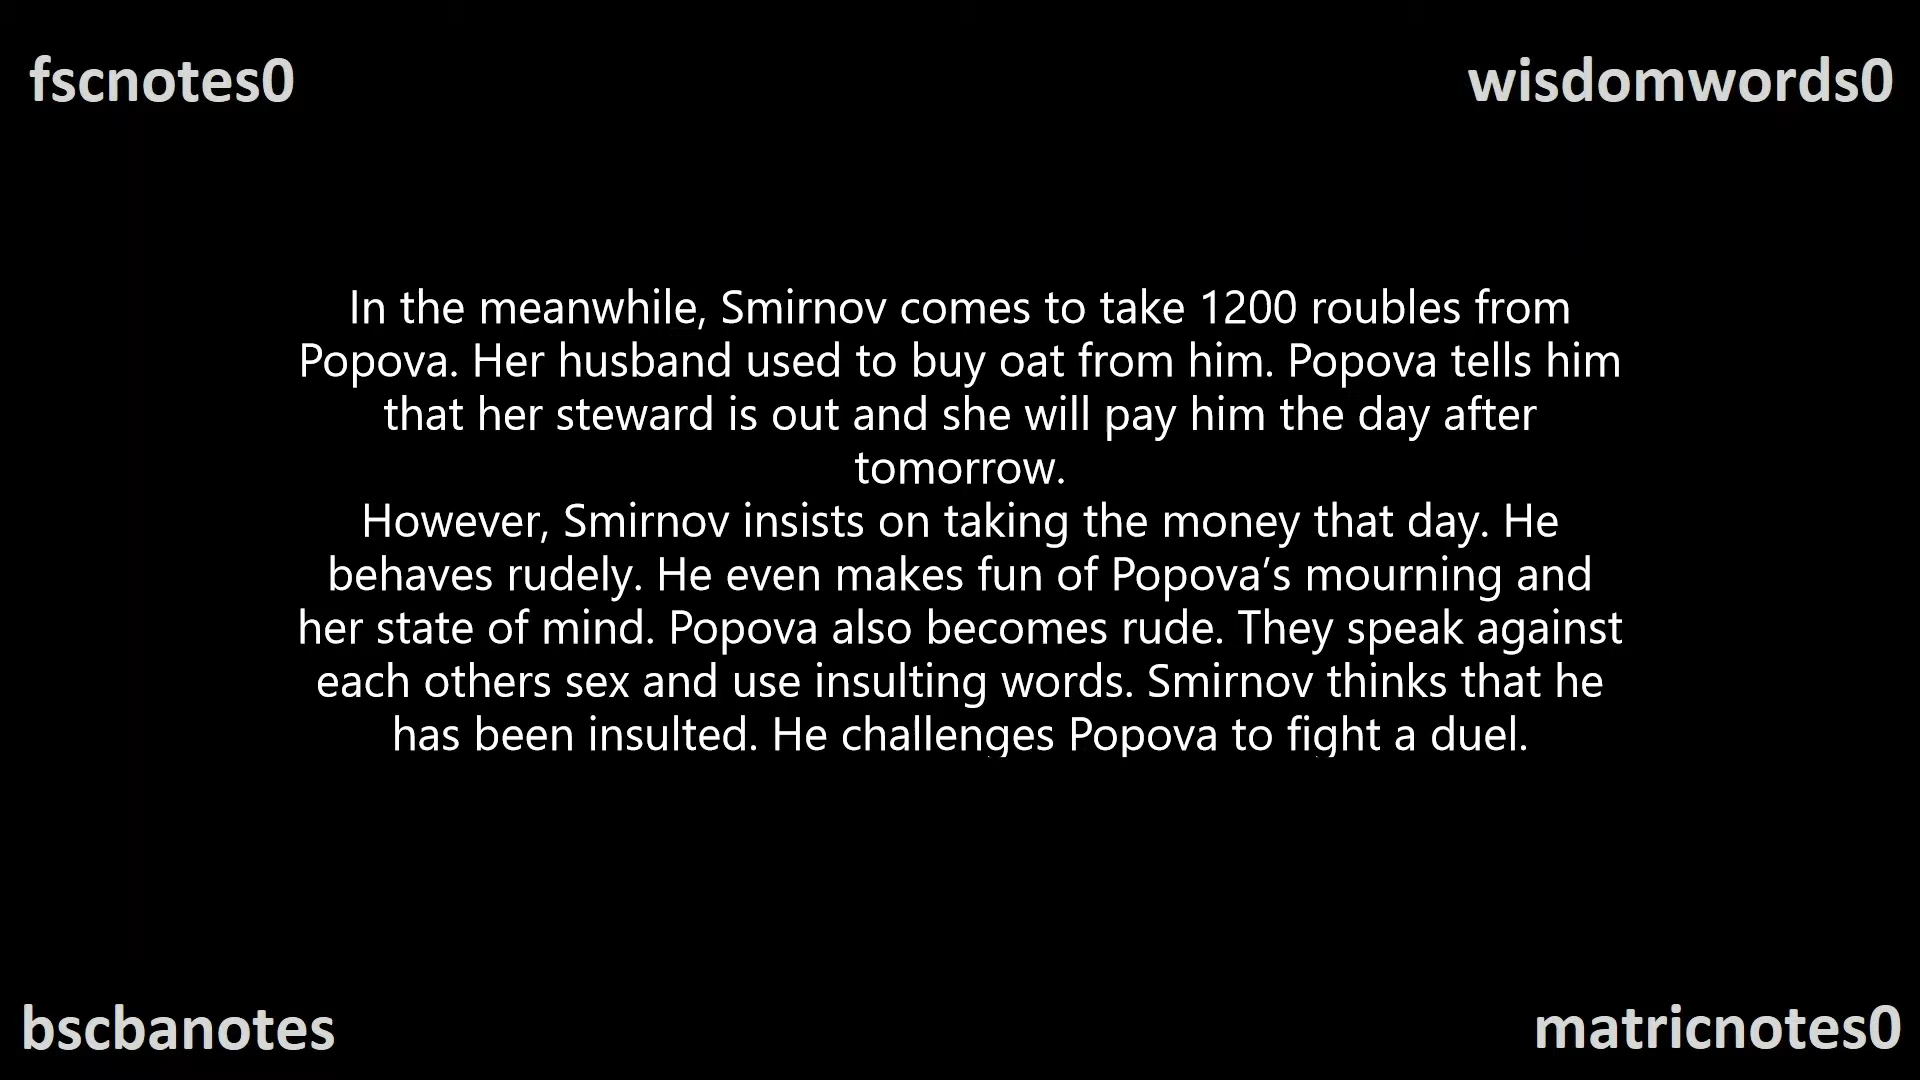 fscnotes0
wisdomwords0
In the meanwhile, Smirnov comes to take 1200 roubles from
Popova. Her husband used to buy oat from him. Popova tells him
that her steward is out and she will pay him the day after
tomorrow.
However, Smirnov insists on taking the money that day. He
behaves rudely. He even makes fun of Popova’s mourning and
her state of mind. Popova also becomes rude. They speak against
each others sex and use insulting words. Smirnov thinks that he
has been insulted. He challenges Popova to fight a duel.
bscbanotes
matricnotes0